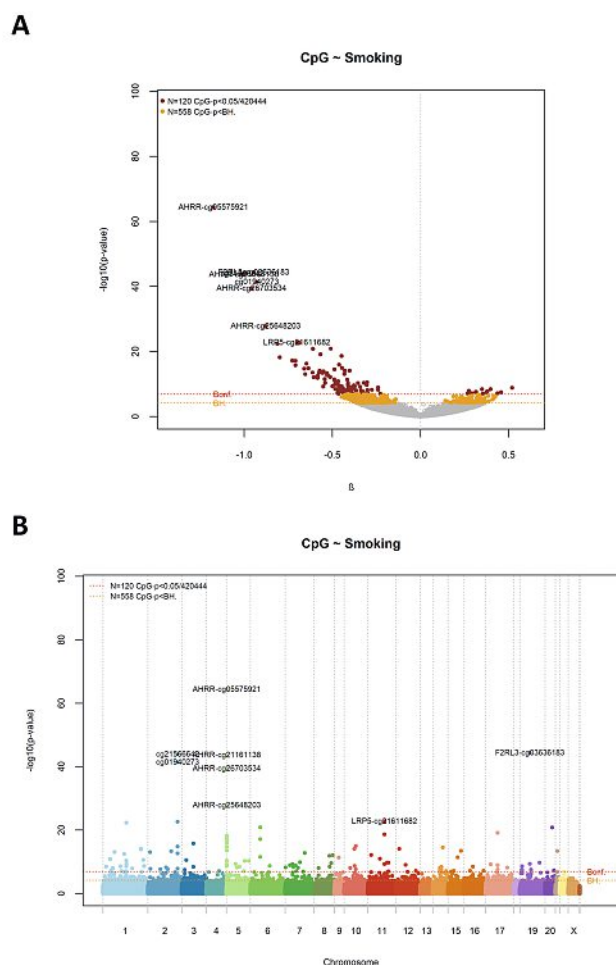 A
CpG ~ Smoking
100
80
60
40
20
0
-log10(p-value)
N=120 CpG-p<0.05/420444
N=558 CpG-p<BH.
AHRR-cg05575921
cg01940273
AHRR-cg26703534
AHRR-cg25648203
LRP5-cg21611682
Bonf.
BH.
-1.0 -0.5 0.0 0.5
ß
B
CpG ~ Smoking
100
80
60
40
20
0
-log10(p-value)
N=120 CpG-p<0.05/420444
N=558 CpG-p<BH.
AHRR-cg05575921
cg21566642
AHRR-cg21161138
F2RL3-cg03636183
cg01940273
AHRR-cg26703534
AHRR-cg25648203
LRP5-cg21611682
Bonf.
BH.
1 2 3 4 5 6 7 8 9 10 11 12 13 15 16 17 19 20 X
Chromosome